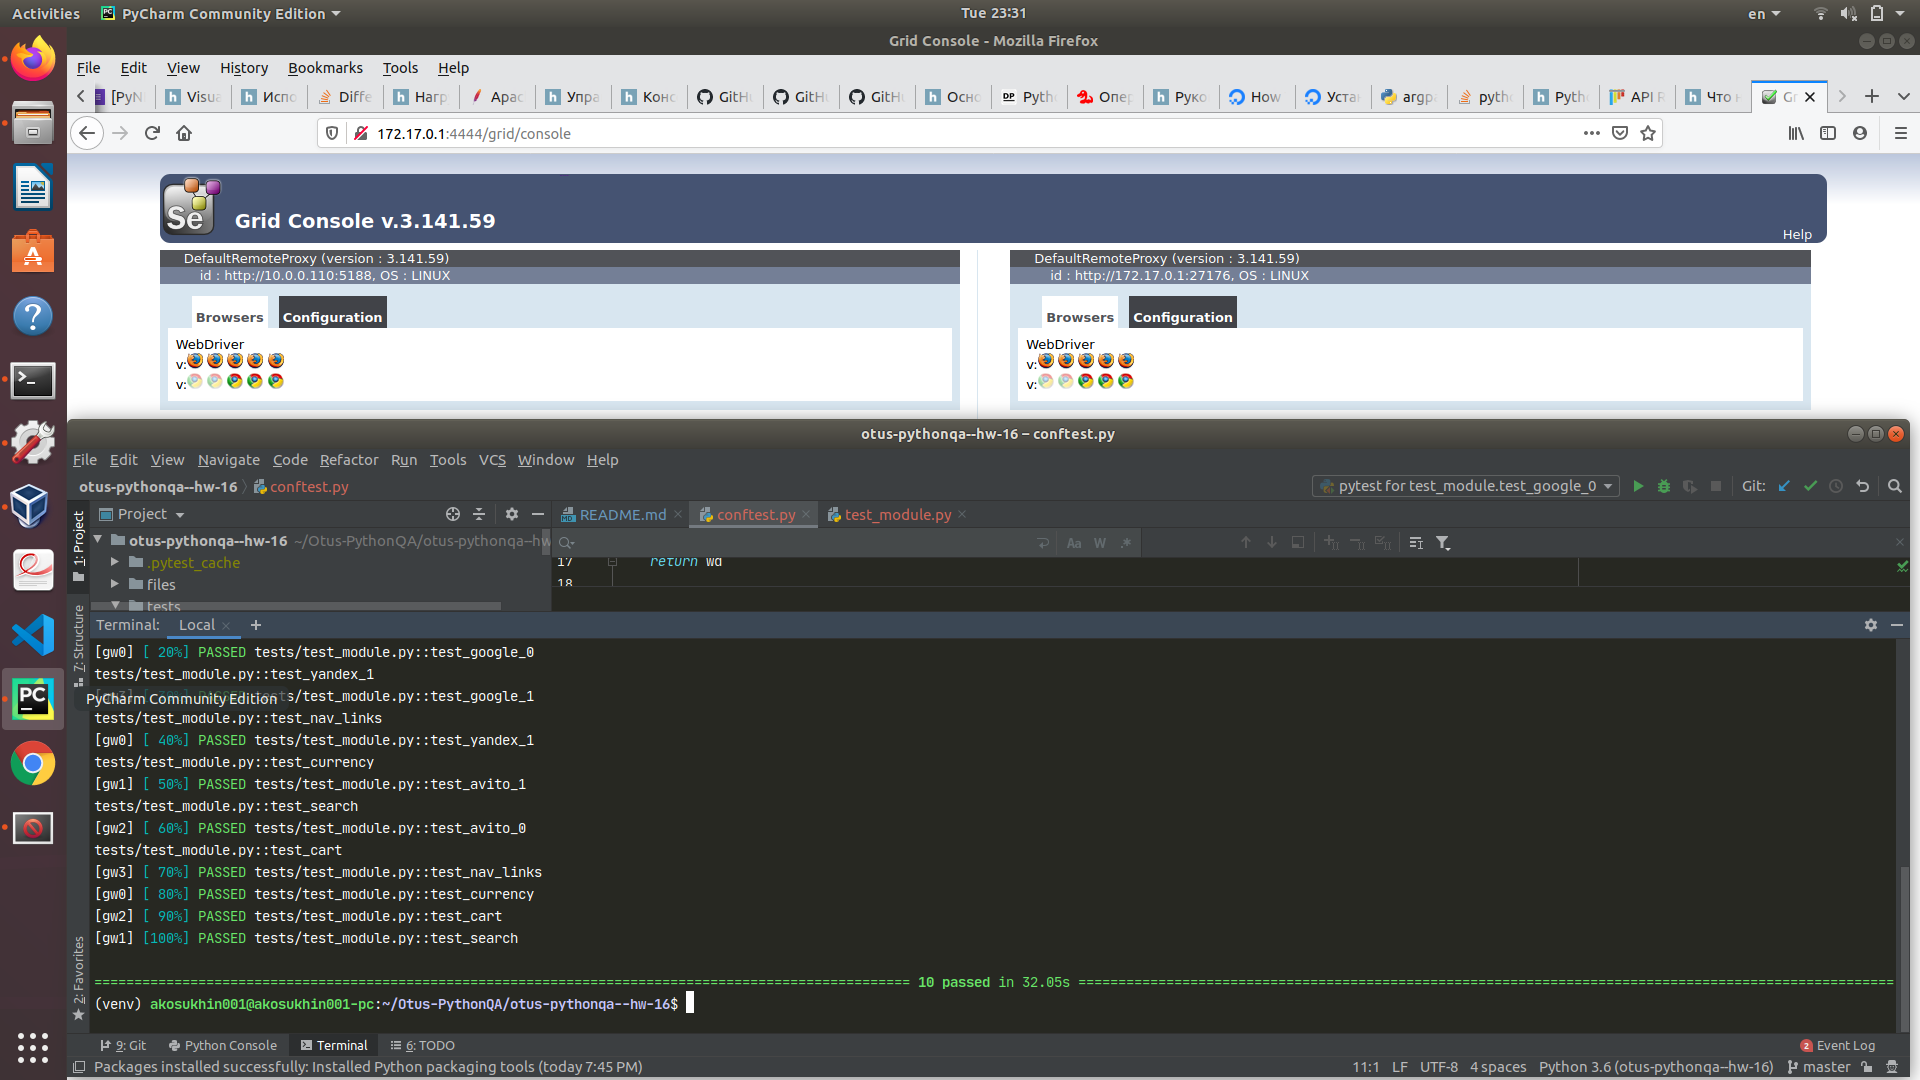 Activities PyCharm Community Edition Tue 23:31 en
Grid Console - Mozilla Firefox
File Edit View History Bookmarks Tools Help
[PyN Visua Испо Diffe Нагр Apac Упра Конс GitHu GitHu GitHu Осно DP Pyth Опер Руко How Уста argpa pytho Pytho API R Что Gr
172.17.0.1:4444/grid/console
Se Grid Console v.3.141.59
Help
DefaultRemoteProxy (version : 3.141.59)
id : http://10.0.0.110:5188, OS : LINUX
Browsers Configuration
WebDriver
v:
v:
DefaultRemoteProxy (version : 3.141.59)
id : http://172.17.0.1:27176, OS : LINUX
Browsers Configuration
WebDriver
v:
v:
otus-pythonqa--hw-16 – conftest.py
File Edit View Navigate Code Refactor Run Tools VCS Window Help
otus-pythonqa--hw-16 conftest.py pytest for test_module.test_google_0 Git:
1: Project
Project README.md conftest.py test_module.py
otus-pythonqa--hw-16 ~/Otus-PythonQA/otus-pythonqa--hw Aa W .*
.pytest_cache 17 return wd
files 18
tests
7: Structure
Terminal: Local +
[gw0] [ 20%] PASSED tests/test_module.py::test_google_0
tests/test_module.py::test_yandex_1
PyCharm Community Edition
ts/test_module.py::test_google_1
tests/test_module.py::test_nav_links
[gw0] [ 40%] PASSED tests/test_module.py::test_yandex_1
tests/test_module.py::test_currency
[gw1] [ 50%] PASSED tests/test_module.py::test_avito_1
tests/test_module.py::test_search
[gw2] [ 60%] PASSED tests/test_module.py::test_avito_0
tests/test_module.py::test_cart
[gw3] [ 70%] PASSED tests/test_module.py::test_nav_links
[gw0] [ 80%] PASSED tests/test_module.py::test_currency
[gw2] [ 90%] PASSED tests/test_module.py::test_cart
[gw1] [100%] PASSED tests/test_module.py::test_search
10 passed in 32.05s
(venv) akosukhin001@akosukhin001-pc:~/Otus-PythonQA/otus-pythonqa--hw-16$
2: Favorites
9: Git Python Console Terminal 6: TODO 2 Event Log
Packages installed successfully: Installed Python packaging tools (today 7:45 PM) 11:1 LF UTF-8 4 spaces Python 3.6 (otus-pythonqa--hw-16) master